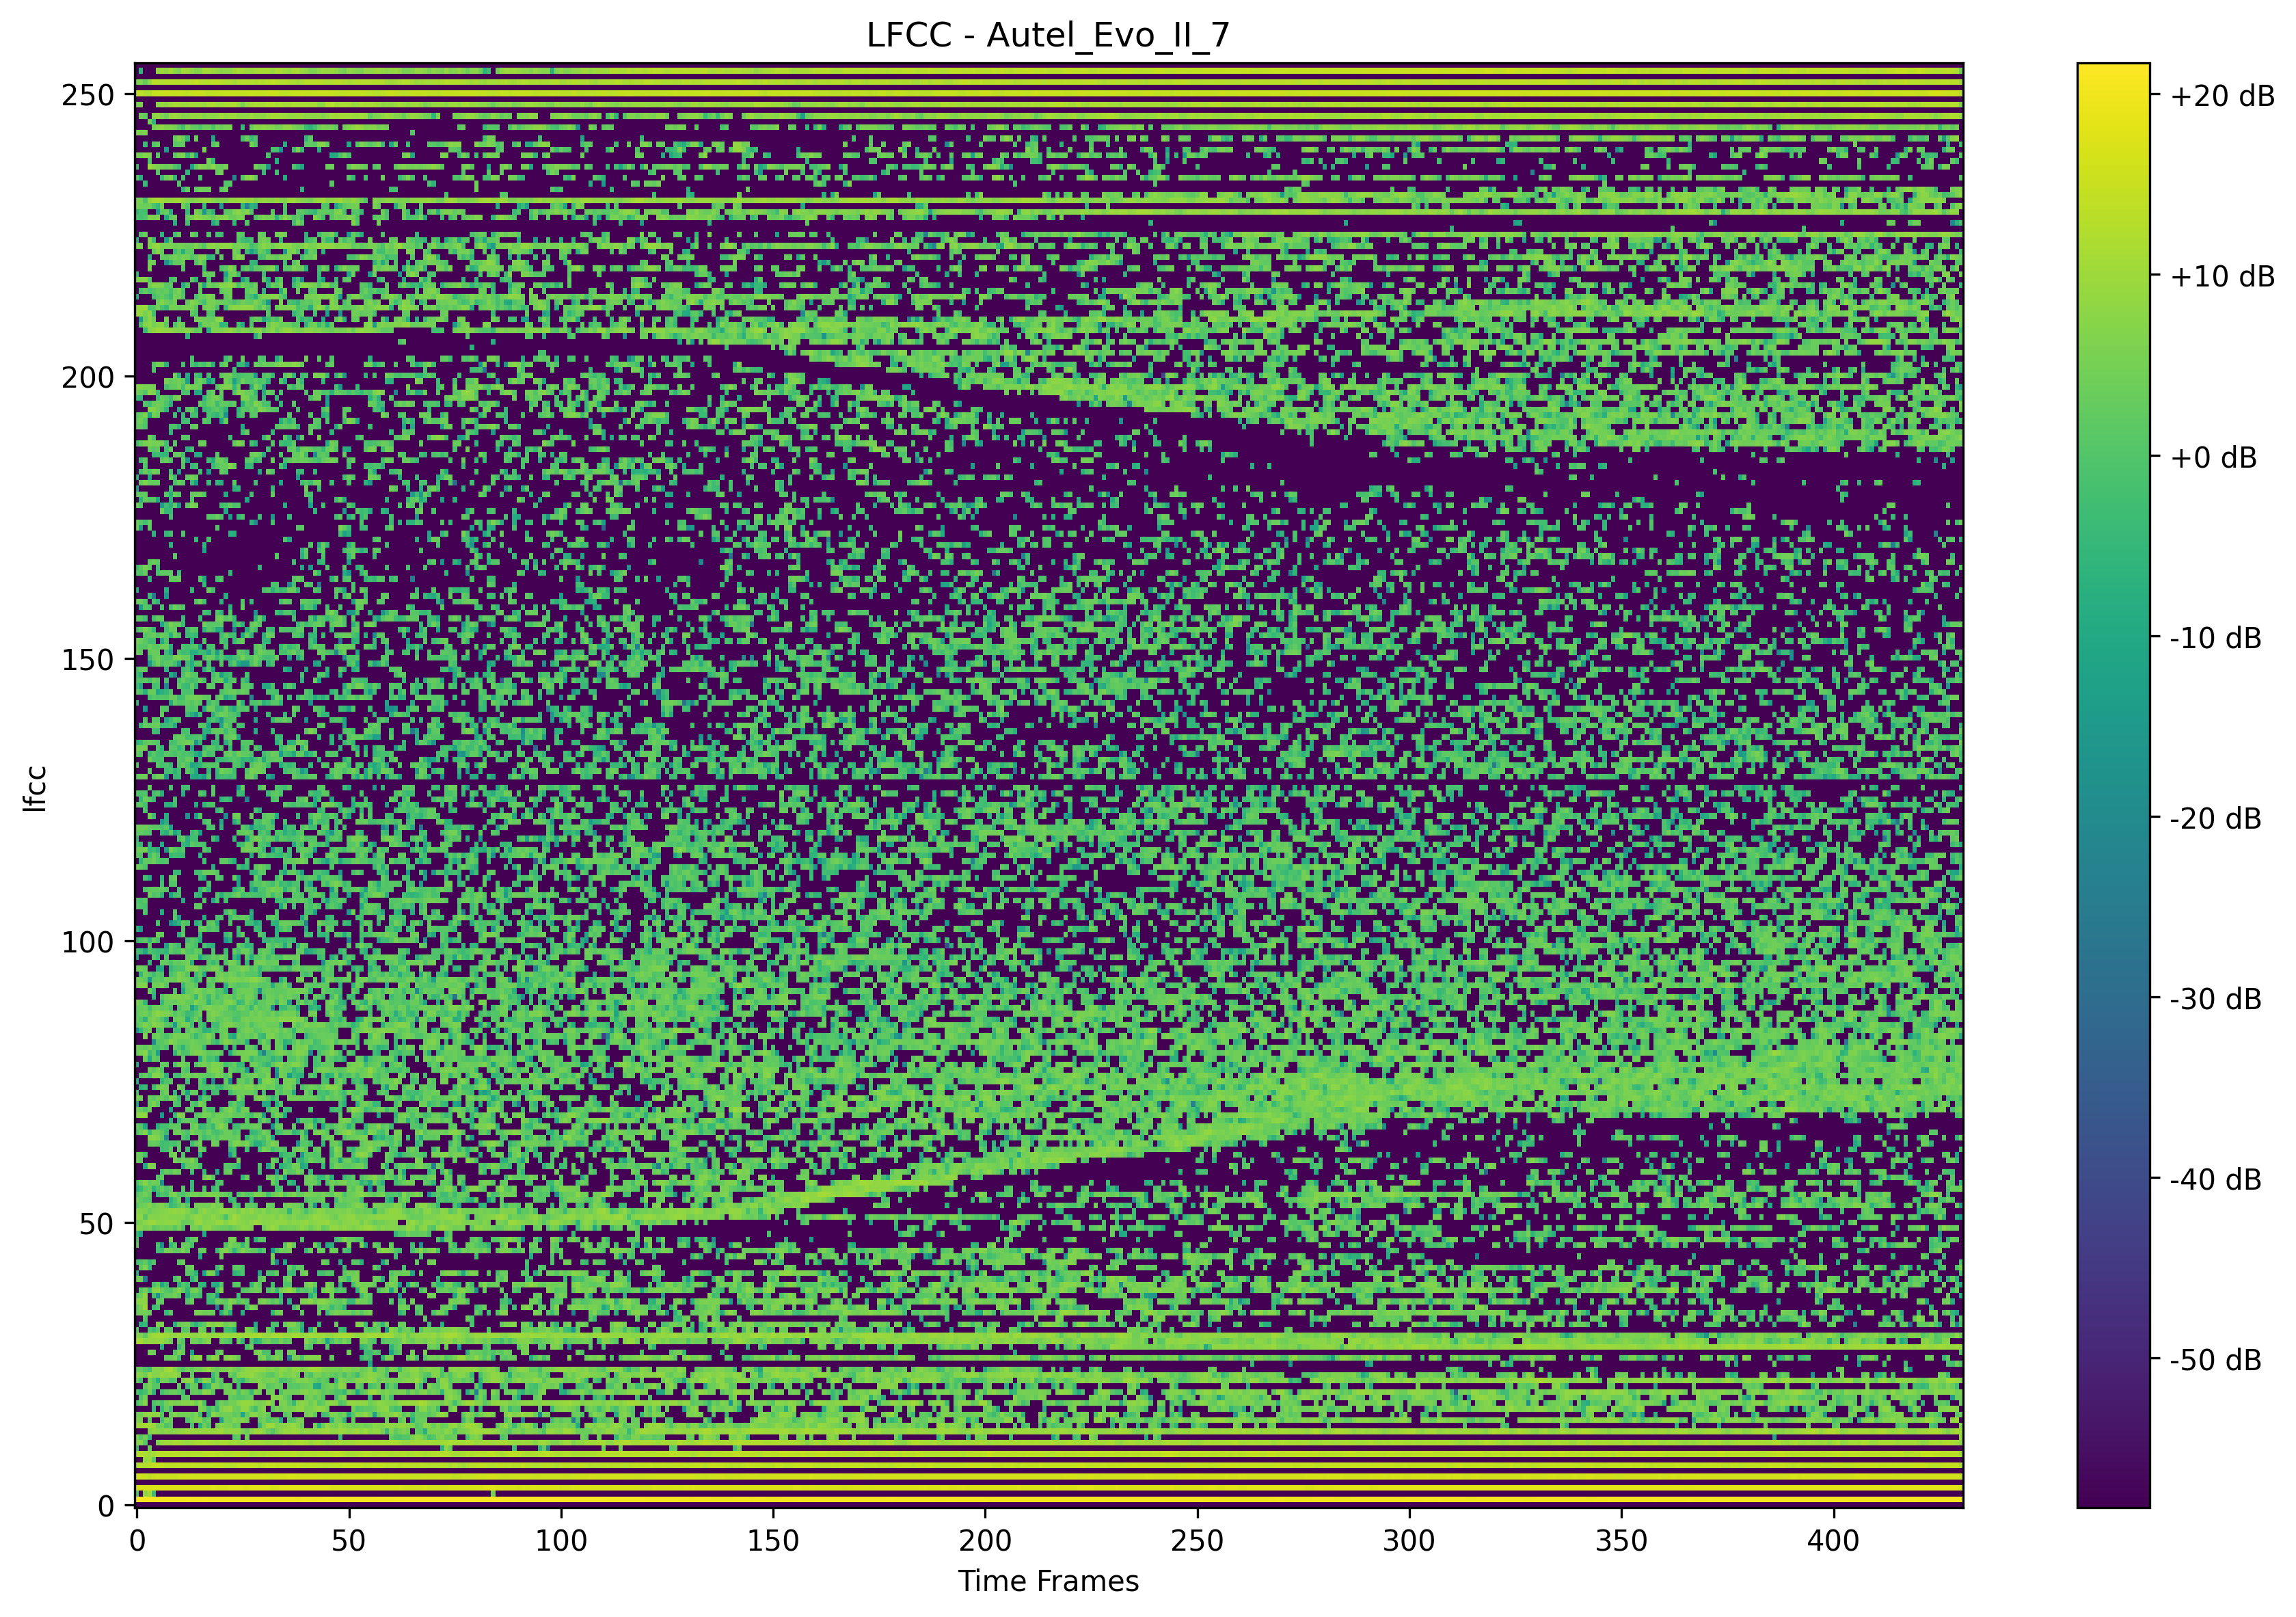 LFCC - Autel_Evo_II_7
250
200
150
100
50
0
lfcc
0 50 100 150 200 250 300 350 400
Time Frames
+20 dB
+10 dB
+0 dB
-10 dB
-20 dB
-30 dB
-40 dB
-50 dB